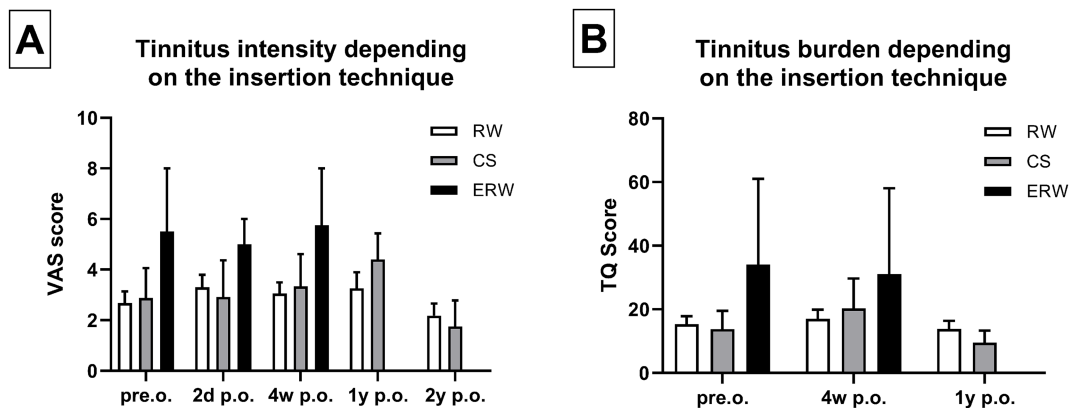 A
Tinnitus intensity depending
on the insertion technique
VAS score
10
8
6
4
2
0
RW
CS
ERW
pre.o.
2d p.o.
4w p.o.
1y p.o.
2y p.o.
B
Tinnitus burden depending
on the insertion technique
TQ Score
80
60
40
20
0
RW
CS
ERW
pre.o.
4w p.o.
1y p.o.